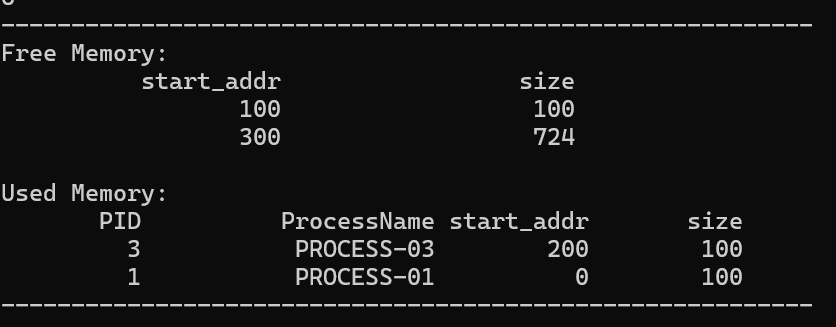 ------------------------------------------------------------
Free Memory:
start_addr size
100 100
300 724
Used Memory:
PID ProcessName start_addr size
3 PROCESS-03 200 100
1 PROCESS-01 0 100
------------------------------------------------------------